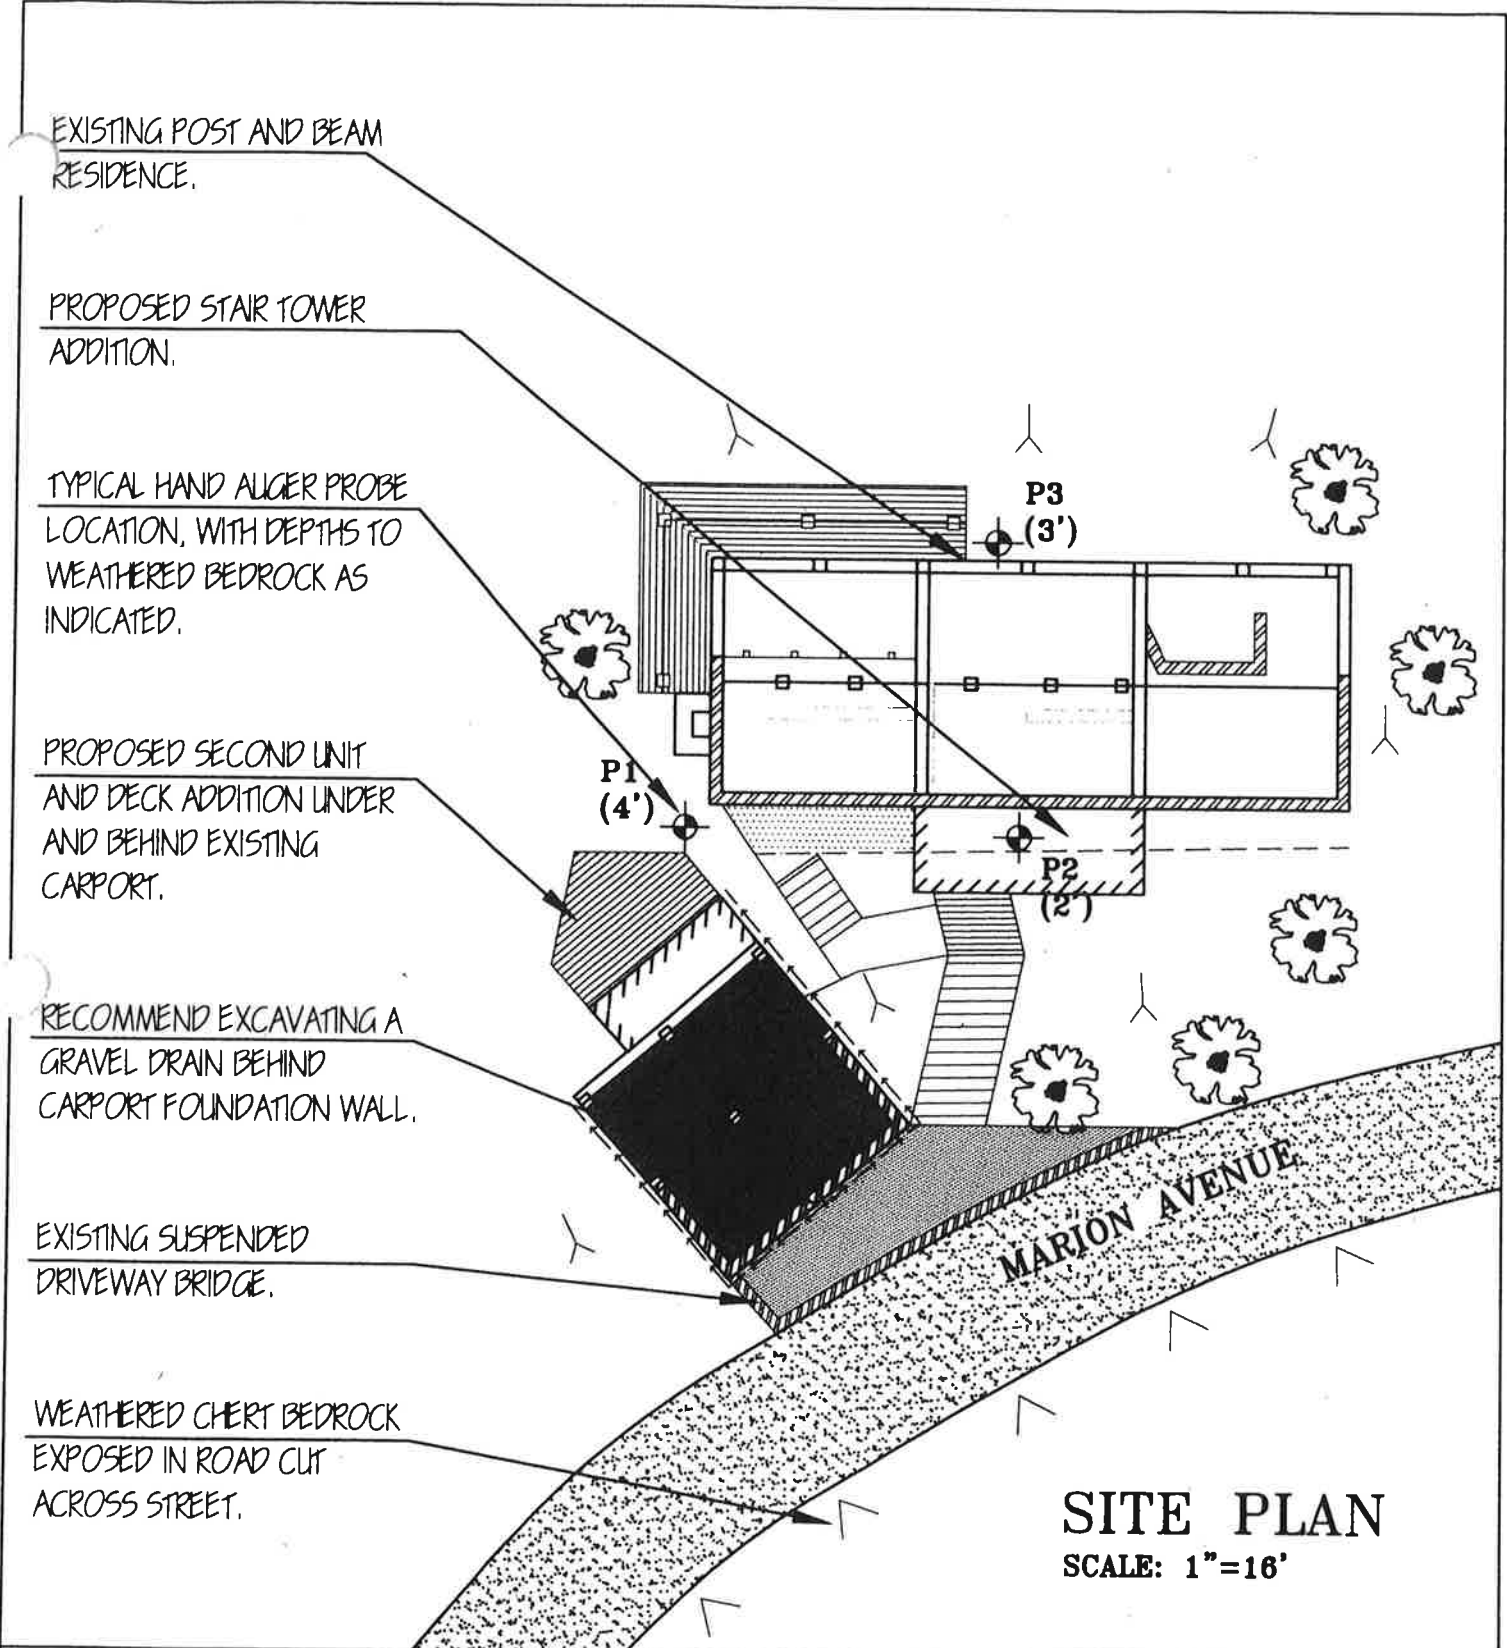 EXISTING POST AND BEAM
RESIDENCE.
PROPOSED STAIR TOWER
ADDITION.
TYPICAL HAND AUGER PROBE
LOCATION, WITH DEPTHS TO
WEATHERED BEDROCK AS
INDICATED.
PROPOSED SECOND UNIT
AND DECK ADDITION UNDER
AND BEHIND EXISTING
CARPORT.
RECOMMEND EXCAVATING A
GRAVEL DRAIN BEHIND
CARPORT FOUNDATION WALL.
EXISTING SUSPENDED
DRIVEWAY BRIDGE.
WEATHERED CHERT BEDROCK
EXPOSED IN ROAD CUT
ACROSS STREET.
P3
(3')
P1
(4')
P2
(2')
MARION AVENUE
SITE PLAN
SCALE: 1"=16'